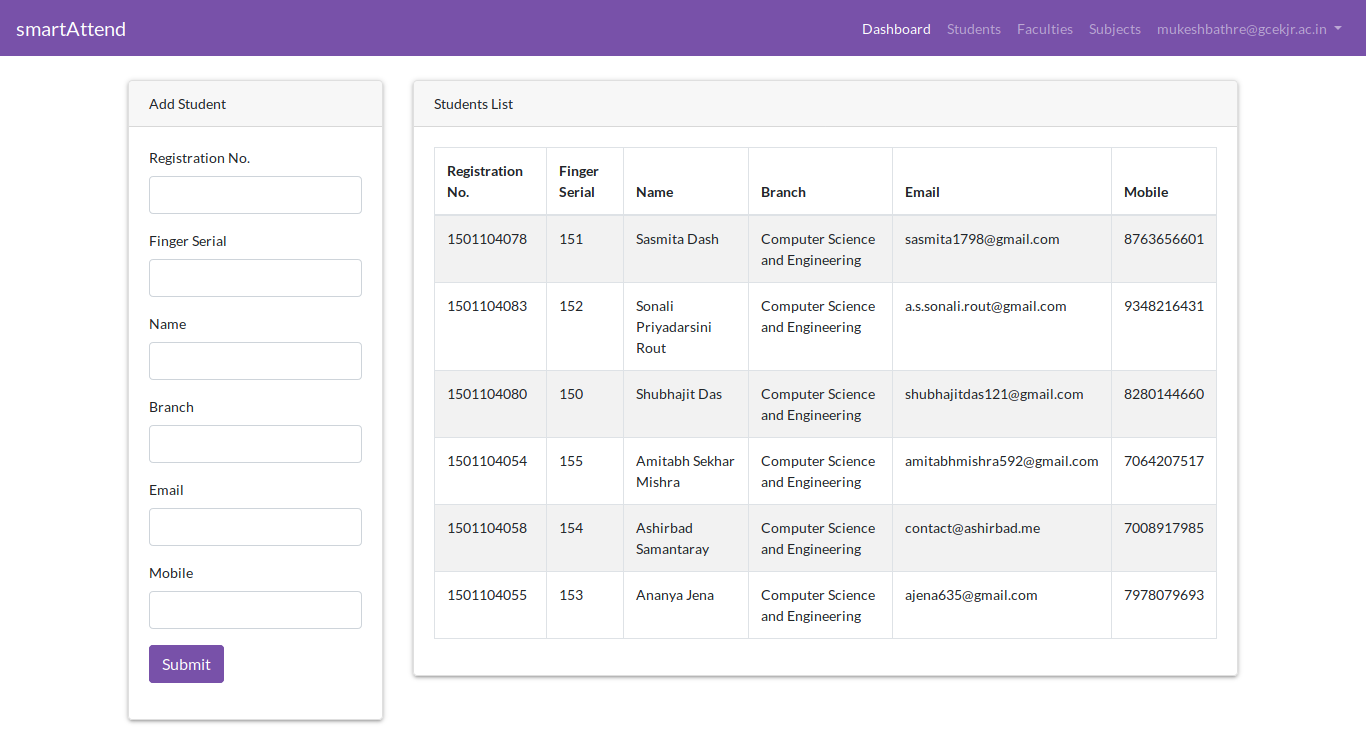 smartAttend
Dashboard Students Faculties Subjects mukeshbathre@gcekjr.ac.in
Add Student
Registration No.
Finger Serial
Name
Branch
Email
Mobile
Submit
Students List
Registration No. Finger Serial Name Branch Email Mobile
1501104078 151 Sasmita Dash Computer Science and Engineering sasmita1798@gmail.com 8763656601
1501104083 152 Sonali Priyadarsini Rout Computer Science and Engineering a.s.sonali.rout@gmail.com 9348216431
1501104080 150 Shubhajit Das Computer Science and Engineering shubhajitdas121@gmail.com 8280144660
1501104054 155 Amitabh Sekhar Mishra Computer Science and Engineering amitabhmishra592@gmail.com 7064207517
1501104058 154 Ashirbad Samantaray Computer Science and Engineering contact@ashirbad.me 7008917985
1501104055 153 Ananya Jena Computer Science and Engineering ajena635@gmail.com 7978079693